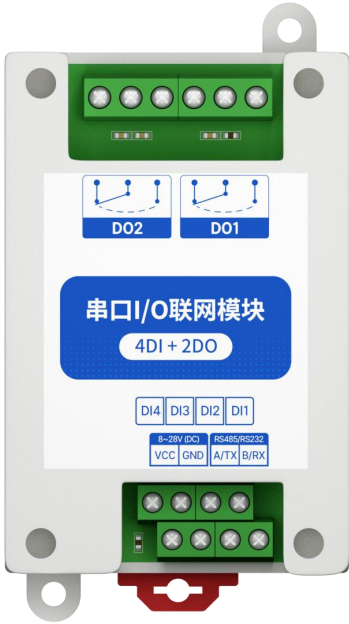 DO2 DO1
串口I/O联网模块
4DI + 2DO
DI4 DI3 DI2 DI1
8~28V (DC) RS485/RS232
VCC GND A/TX B/RX